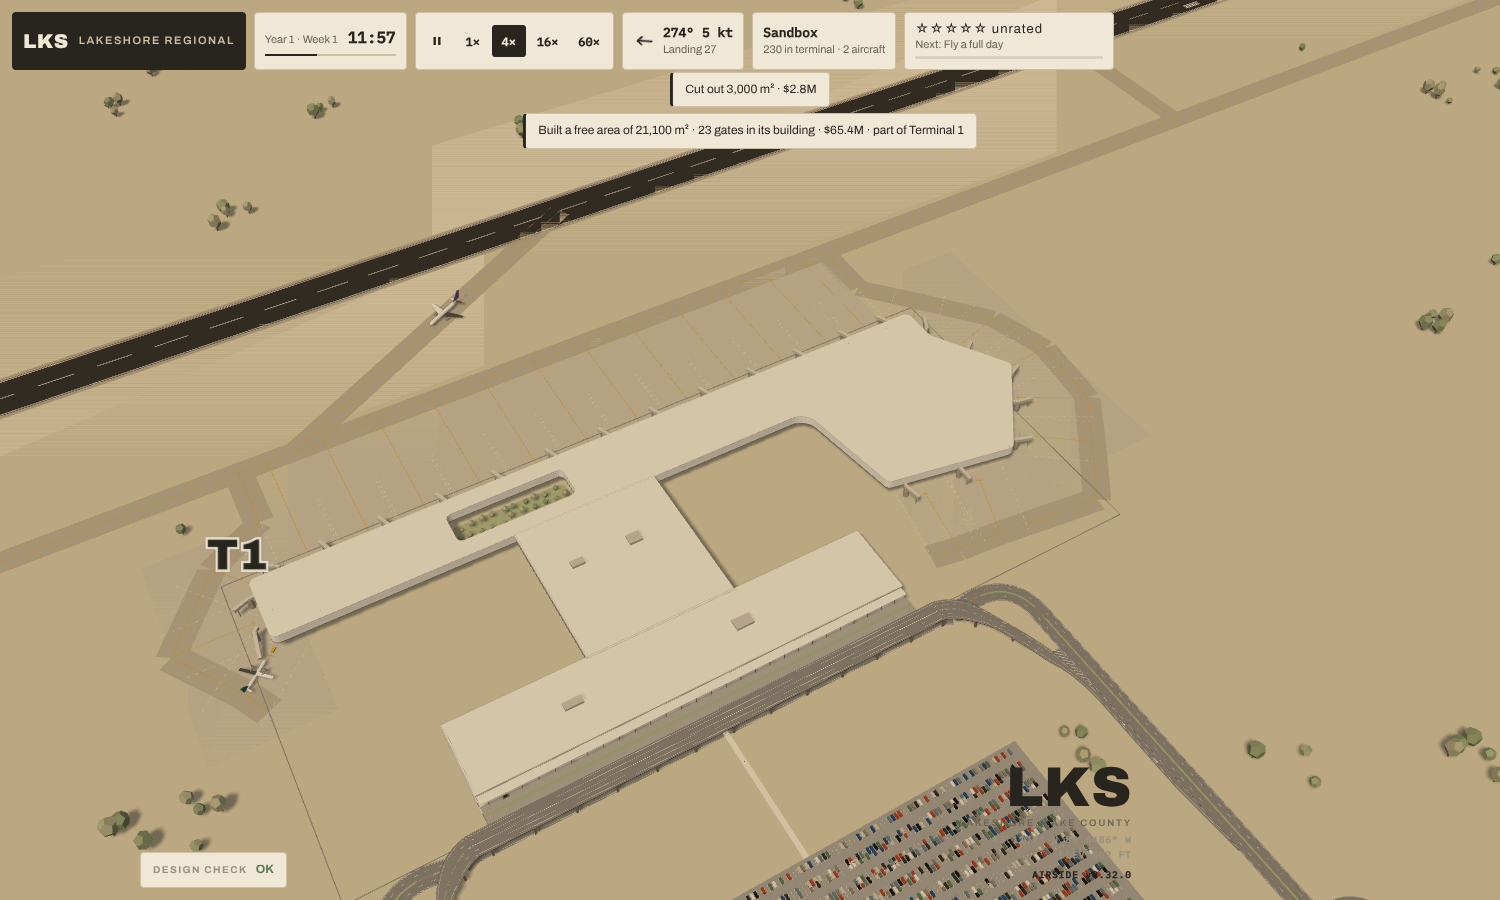 LKS LAKESHORE REGIONAL
Year 1 · Week 1 11:57
1× 4× 16× 60×
274° 5 kt
Landing 27
Sandbox
230 in terminal · 2 aircraft
☆☆☆☆☆ unrated
Next: Fly a full day
Cut out 3,000 m² · $2.8M
Built a free area of 21,100 m² · 23 gates in its building · $65.4M · part of Terminal 1
T1
LKS
COUNTY
W
FT
AIRSIDE
DESIGN CHECK OK